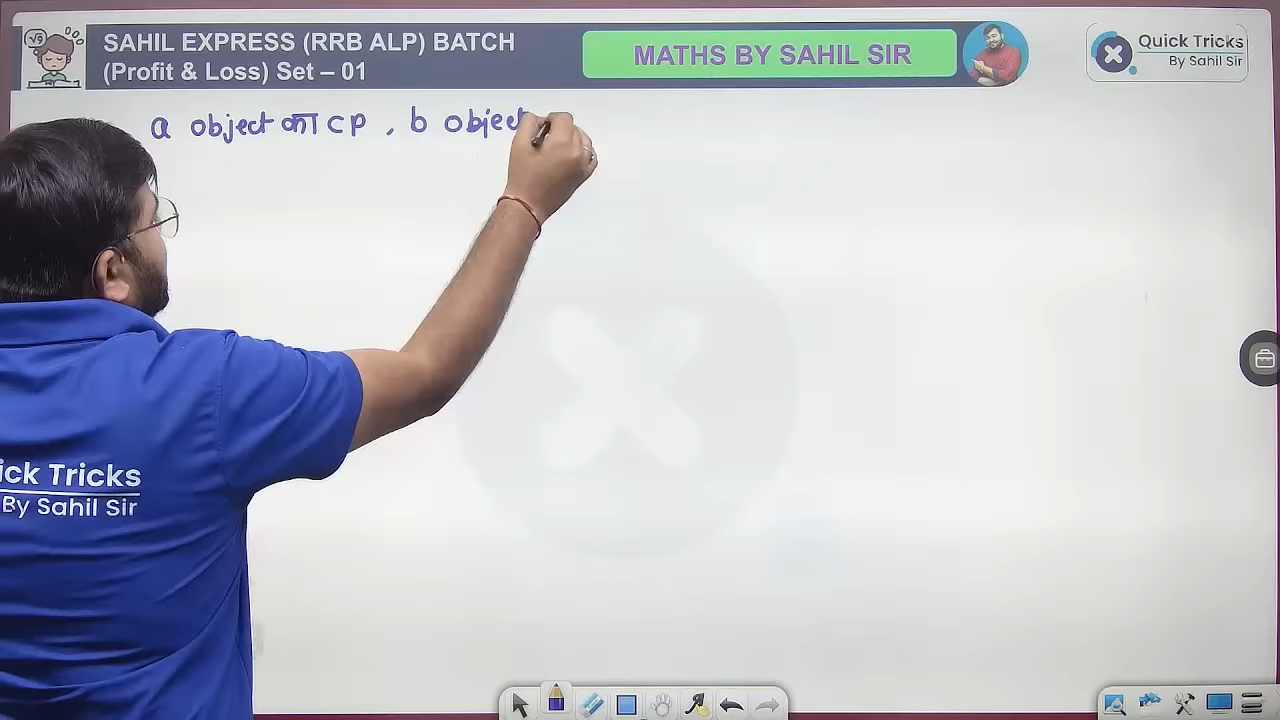 SAHIL EXPRESS (RRB ALP) BATCH
(Profit & Loss) Set – 01
MATHS BY SAHIL SIR
Quick Tricks
By Sahil Sir
a object का CP , b object
ick Tricks
By Sahil Sir